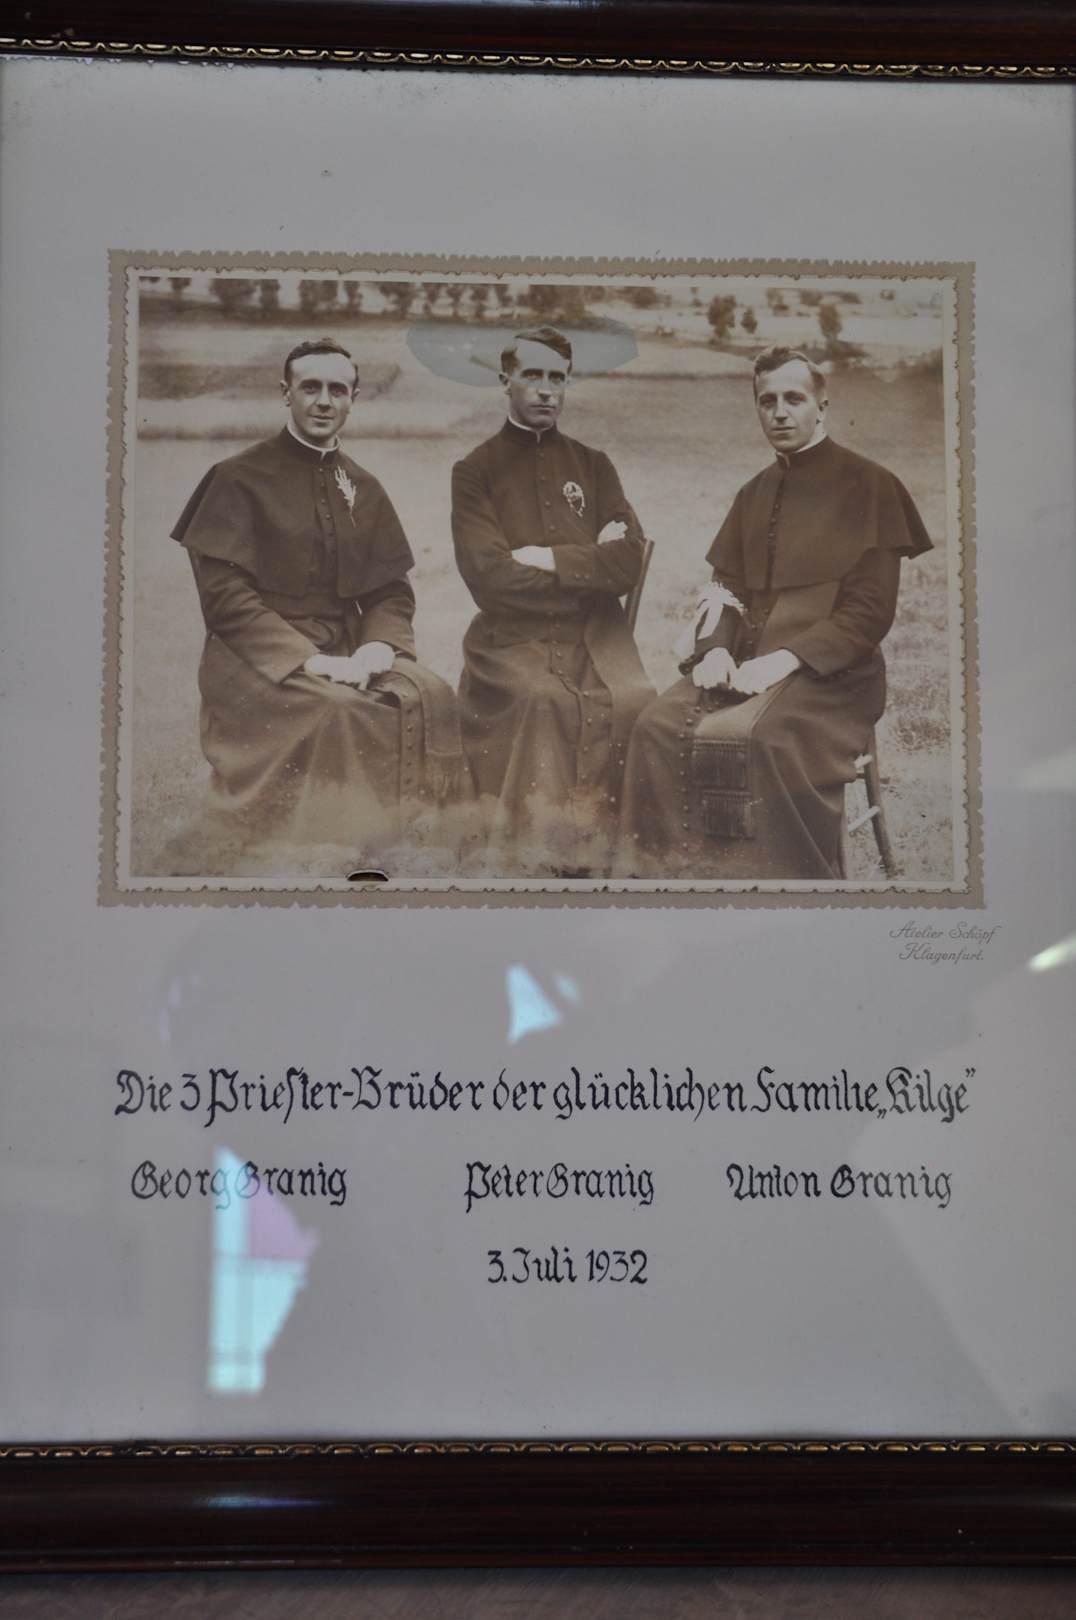 Atelier Schöpf
Klagenfurt.
Die 3 Priester-Brüder der glücklichen Familie „Kilge”
Georg Granig Peter Granig Anton Granig
3. Juli 1932